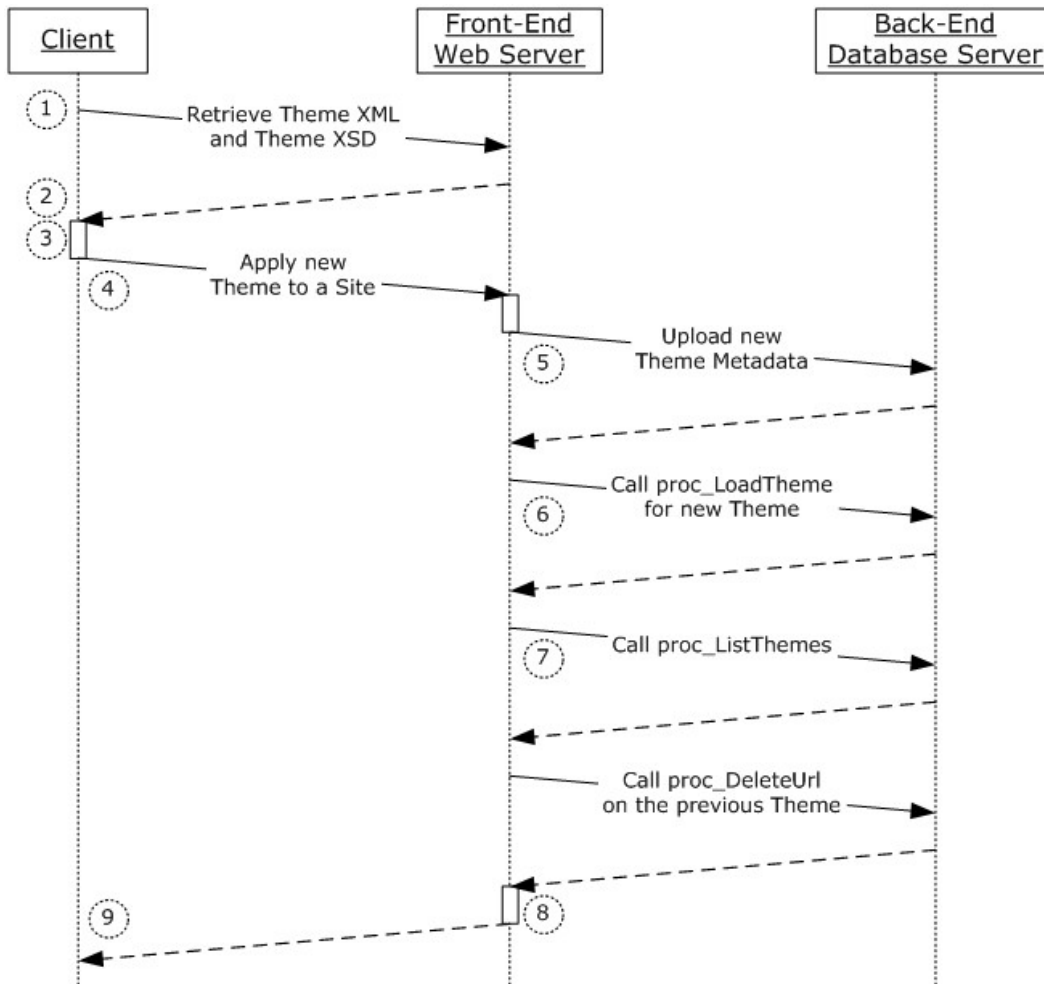 Client
Front-End
Web Server
Back-End
Database Server
1
Retrieve Theme XML
and Theme XSD
2
3
4
Apply new
Theme to a Site
5
Upload new
Theme Metadata
6
Call proc_LoadTheme
for new Theme
7
Call proc_ListThemes
Call proc_DeleteUrl
on the previous Theme
9
8